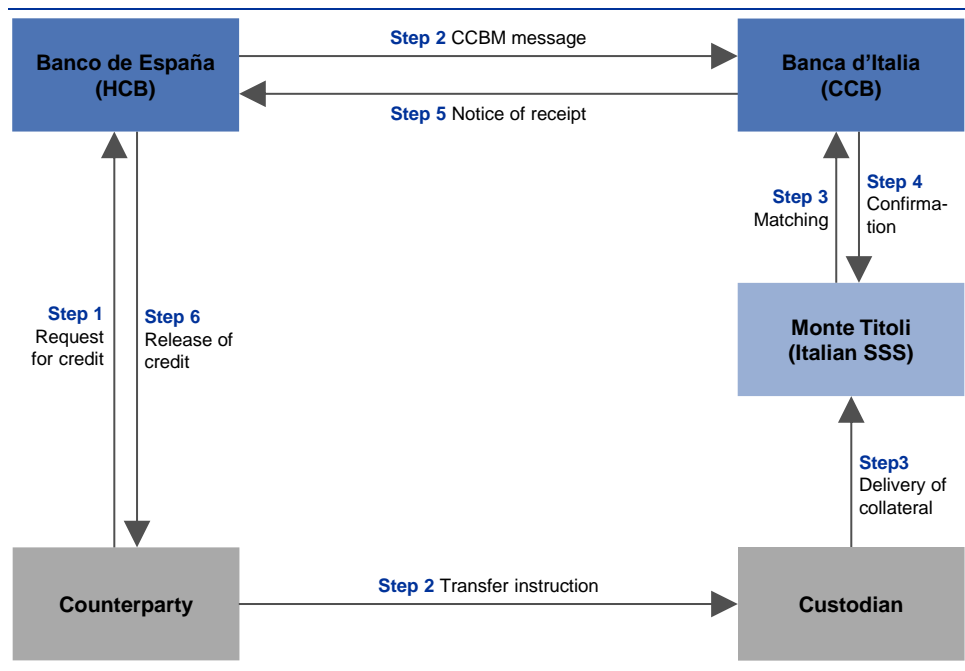 Step 2 CCBM message
Banco de España
(HCB)
Banca d’Italia
(CCB)
Step 5 Notice of receipt
Step 3
Matching
Step 4
Confirma-
tion
Step 1
Request
for credit
Step 6
Release of
credit
Monte Titoli
(Italian SSS)
Step3
Delivery of
collateral
Counterparty
Step 2 Transfer instruction
Custodian